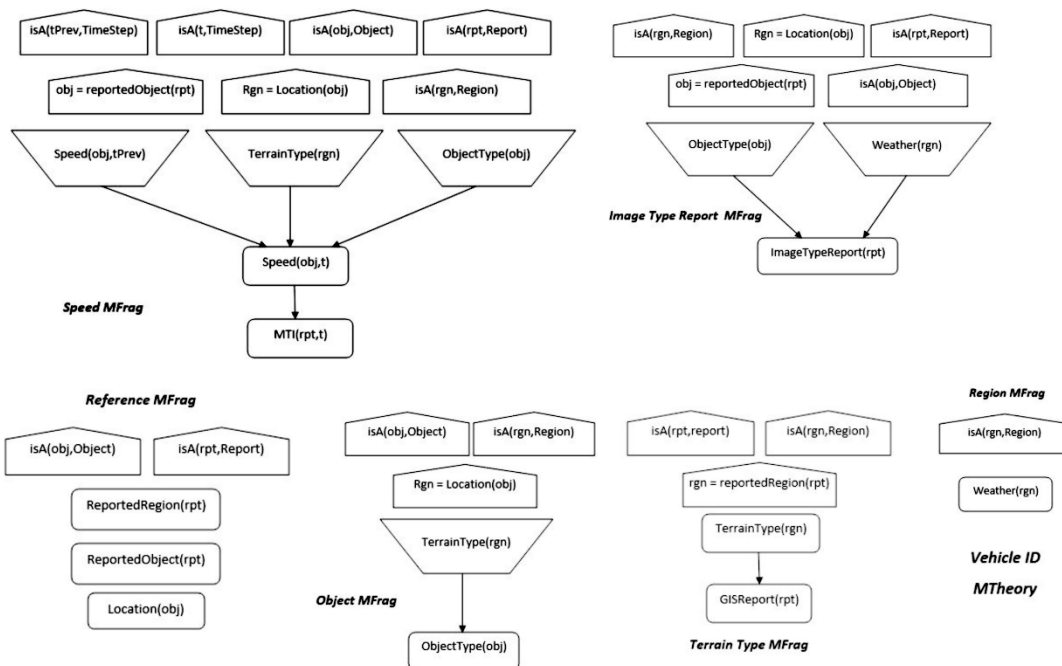 isA(tPrev,TimeStep)
isA(t,TimeStep)
isA(obj,Object)
isA(rpt,Report)
obj = reportedObject(rpt)
Rgn = Location(obj)
isA(rgn,Region)
Speed(obj,tPrev)
TerrainType(rgn)
ObjectType(obj)
Speed(obj,t)
Speed MFrag
MTI(rpt,t)
isA(rgn,Region)
Rgn = Location(obj)
isA(rpt,Report)
obj = reportedObject(rpt)
isA(obj,Object)
ObjectType(obj)
Weather(rgn)
Image Type Report MFrag
ImageTypeReport(rpt)
Reference MFrag
isA(obj,Object)
isA(rpt,Report)
ReportedRegion(rpt)
ReportedObject(rpt)
Location(obj)
isA(obj,Object)
isA(rgn,Region)
Rgn = Location(obj)
TerrainType(rgn)
Object MFrag
ObjectType(obj)
isA(rpt,report)
isA(rgn,Region)
rgn = reportedRegion(rpt)
TerrainType(rgn)
GISReport(rpt)
Terrain Type MFrag
Region MFrag
isA(rgn,Region)
Weather(rgn)
Vehicle ID
MTheory